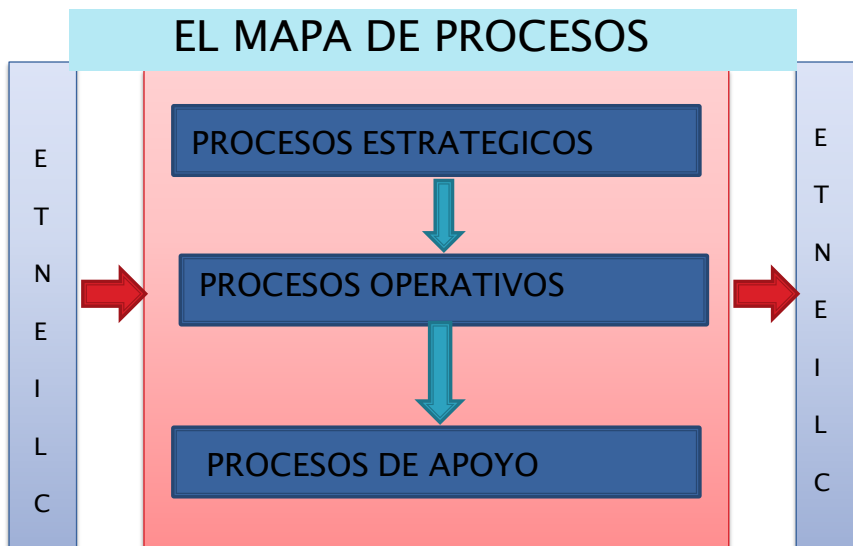 EL MAPA DE PROCESOS
E
T
N
E
I
L
C
PROCESOS ESTRATEGICOS
PROCESOS OPERATIVOS
PROCESOS DE APOYO
E
T
N
E
I
L
C